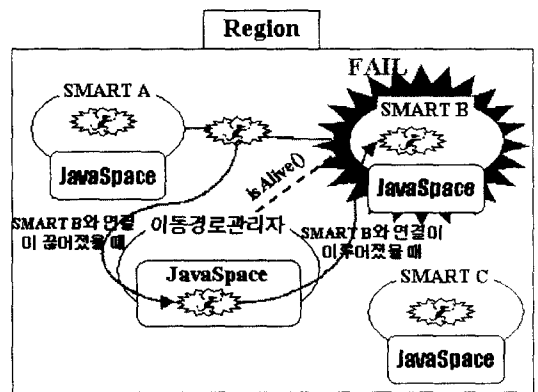 Region
FAIL
SMART A
SMART B
JavaSpace
JavaSpace
isAlive()
SMART B와 연결
이 끊어졌을 때
이동경로관리자
SMART B와 연결이
이루어졌을 때
JavaSpace
SMART C
JavaSpace